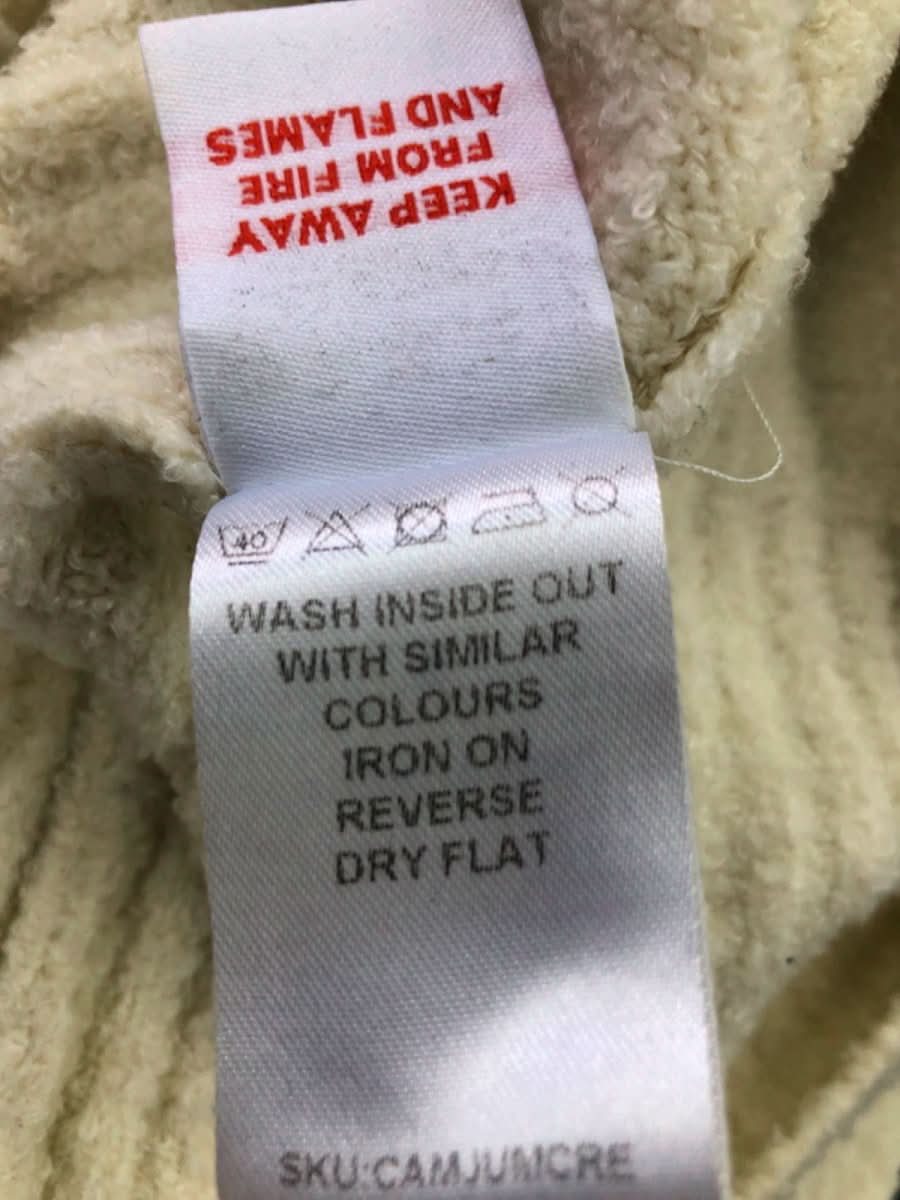 KEEP AWAY
FROM FIRE
AND FLAMES
40
WASH INSIDE OUT
WITH SIMILAR
COLOURS
IRON ON
REVERSE
DRY FLAT
SKU:CAMJUMCRE